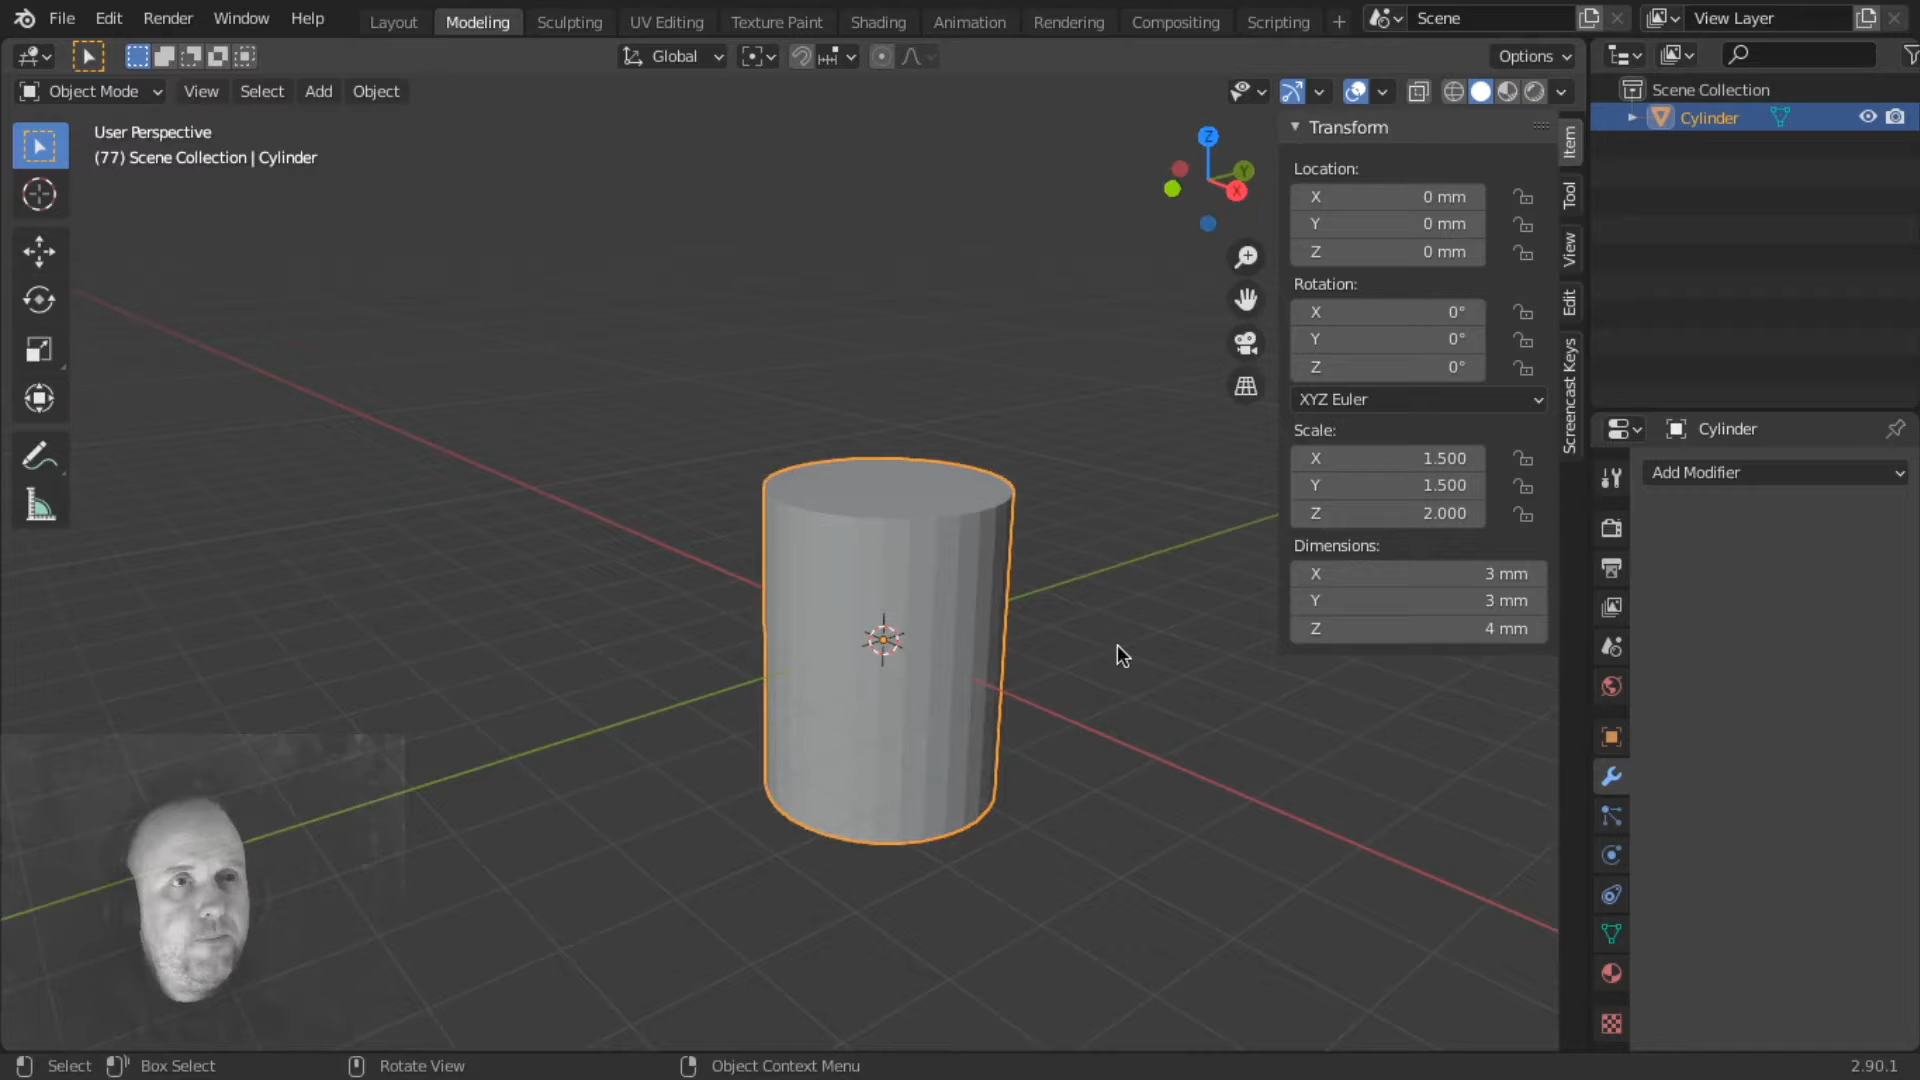 File Edit Render Window Help Layout Modeling Sculpting UV Editing Texture Paint Shading Animation Rendering Compositing Scripting + Scene View Layer
Global Options
Object Mode View Select Add Object
User Perspective
(77) Scene Collection | Cylinder
Z
Y
X
Transform
Location:
X 0 mm
Y 0 mm
Z 0 mm
Rotation:
X 0°
Y 0°
Z 0°
XYZ Euler
Scale:
X 1.500
Y 1.500
Z 2.000
Dimensions:
X 3 mm
Y 3 mm
Z 4 mm
Item
Tool
View
Edit
Screencast Keys
Scene Collection
Cylinder
Cylinder
Add Modifier
Select Box Select Rotate View Object Context Menu 2.90.1